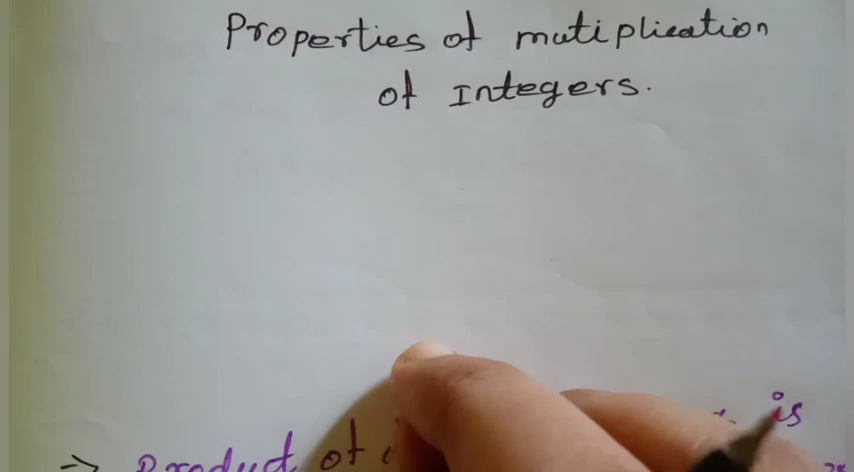 Properties of mutiplication
of Integers.
→ Product of is